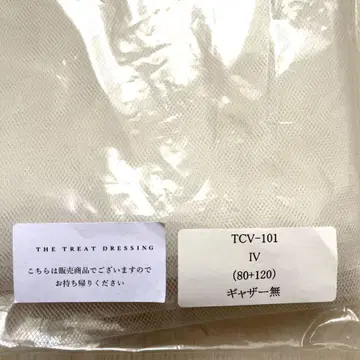 THE TREAT DRESSING
こちらは販売商品でございますので
お持ち帰りください
TCV-101
IV
(80+120)
ギャザー無